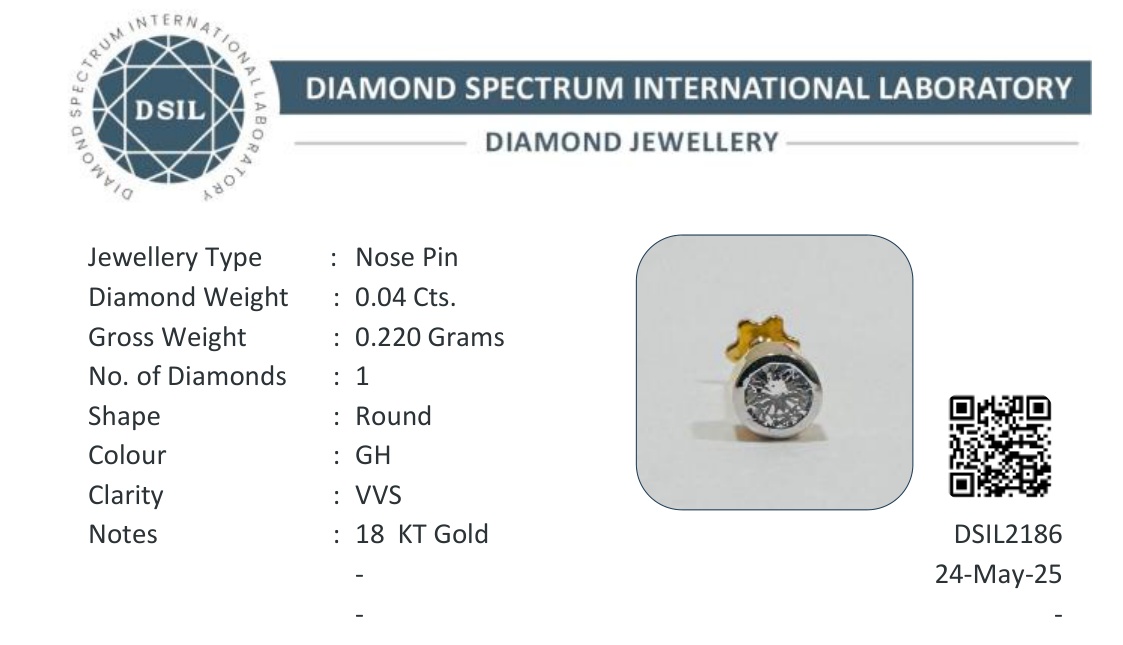 DIAMOND SPECTRUM INTERNATIONAL LABORATORY
DSIL
DIAMOND SPECTRUM INTERNATIONAL LABORATORY
DIAMOND JEWELLERY
Jewellery Type : Nose Pin
Diamond Weight : 0.04 Cts.
Gross Weight : 0.220 Grams
No. of Diamonds : 1
Shape : Round
Colour : GH
Clarity : VVS
Notes : 18 KT Gold
DSIL2186
-
24-May-25
-
-